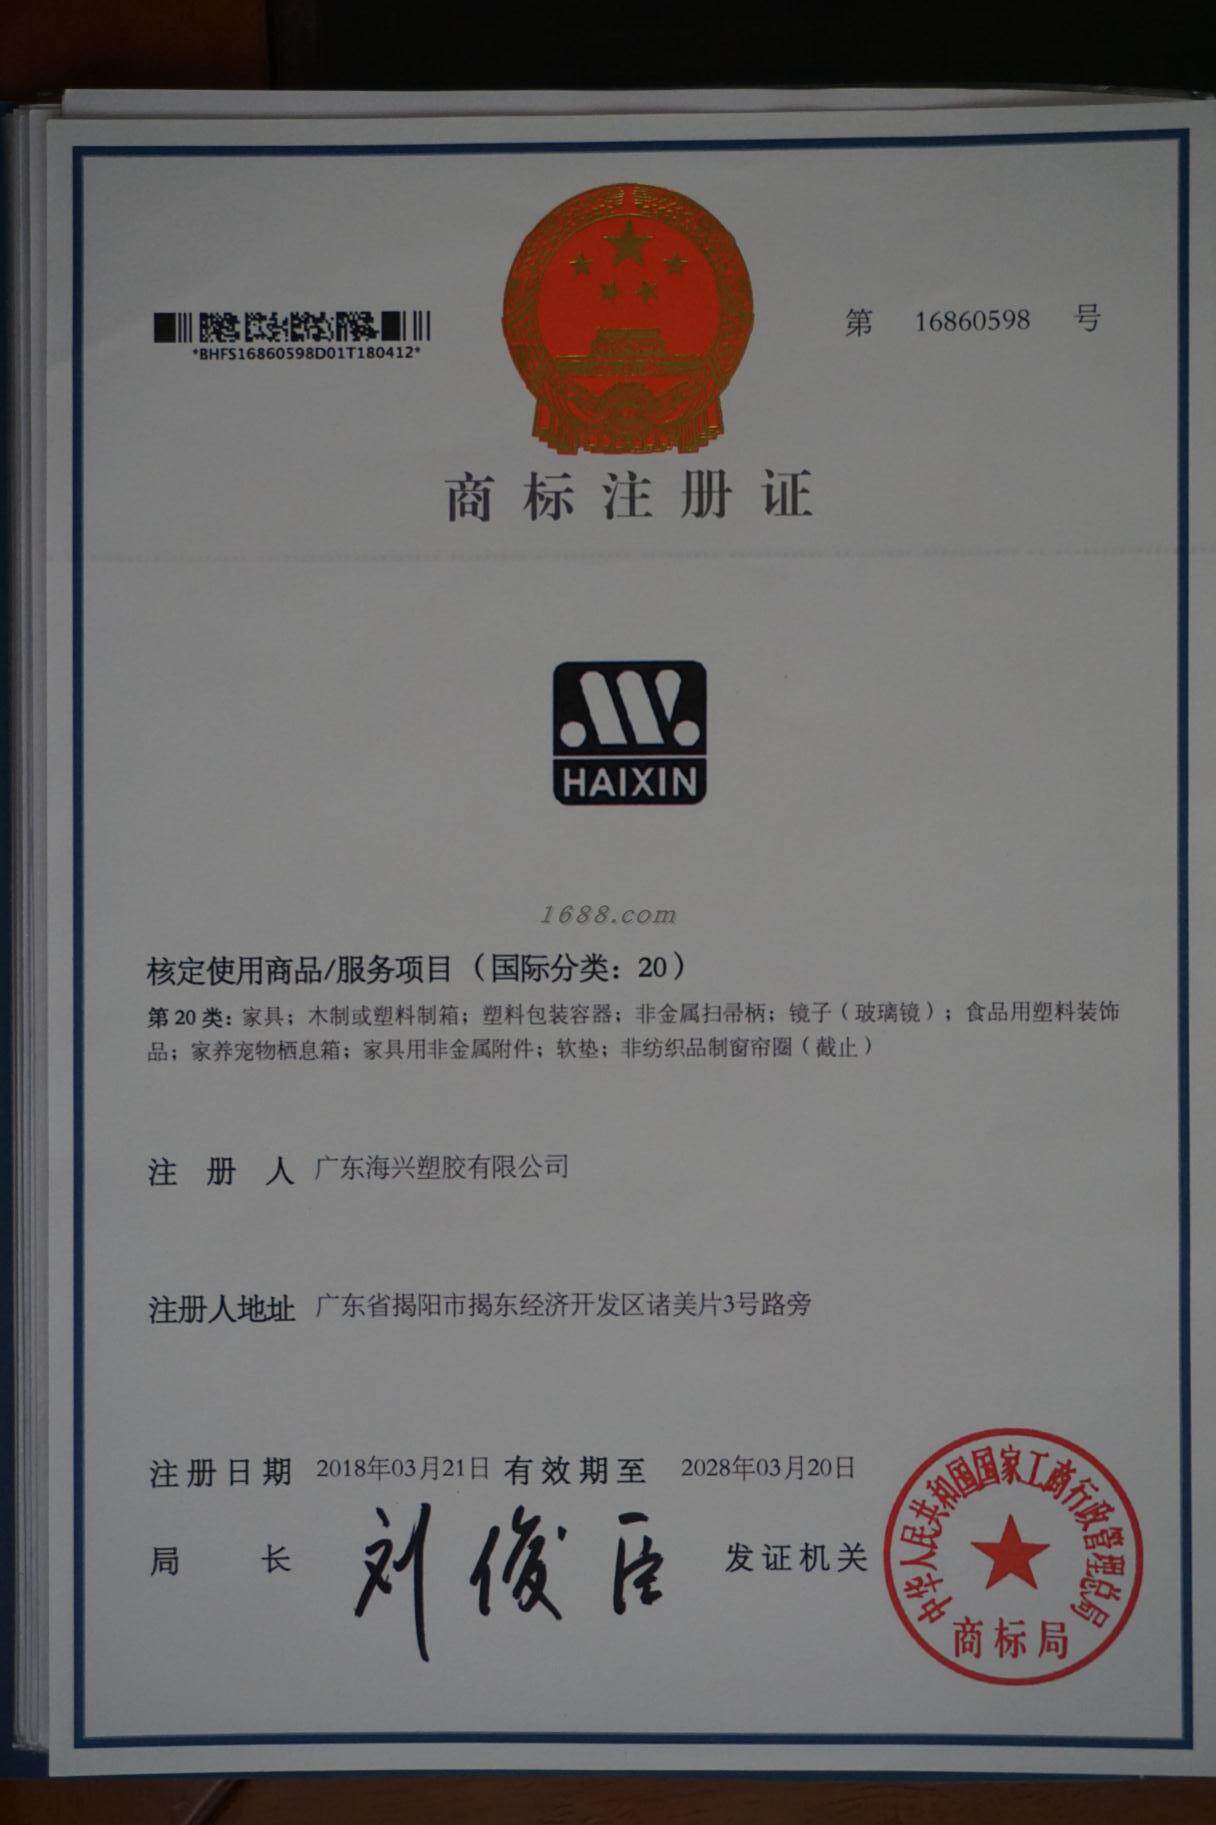 第 16860598 号
*BHFS16860598D01T180412*
商标注册证
HAIXIN
1688.com
核定使用商品/服务项目（国际分类：20）
第 20 类：家具；木制或塑料制箱；塑料包装容器；非金属扫帚柄；镜子（玻璃镜）；食品用塑料装饰
品；家养宠物栖息箱；家具用非金属附件；软垫；非纺织品制窗帘圈（截止）
注册人 广东海兴塑胶有限公司
注册人地址 广东省揭阳市揭东经济开发区诸美片3号路旁
注册日期 2018年03月21日 有效期至 2028年03月20日
局长 刘俊臣 发证机关
中华人民共和国国家工商行政管理总局
商标局